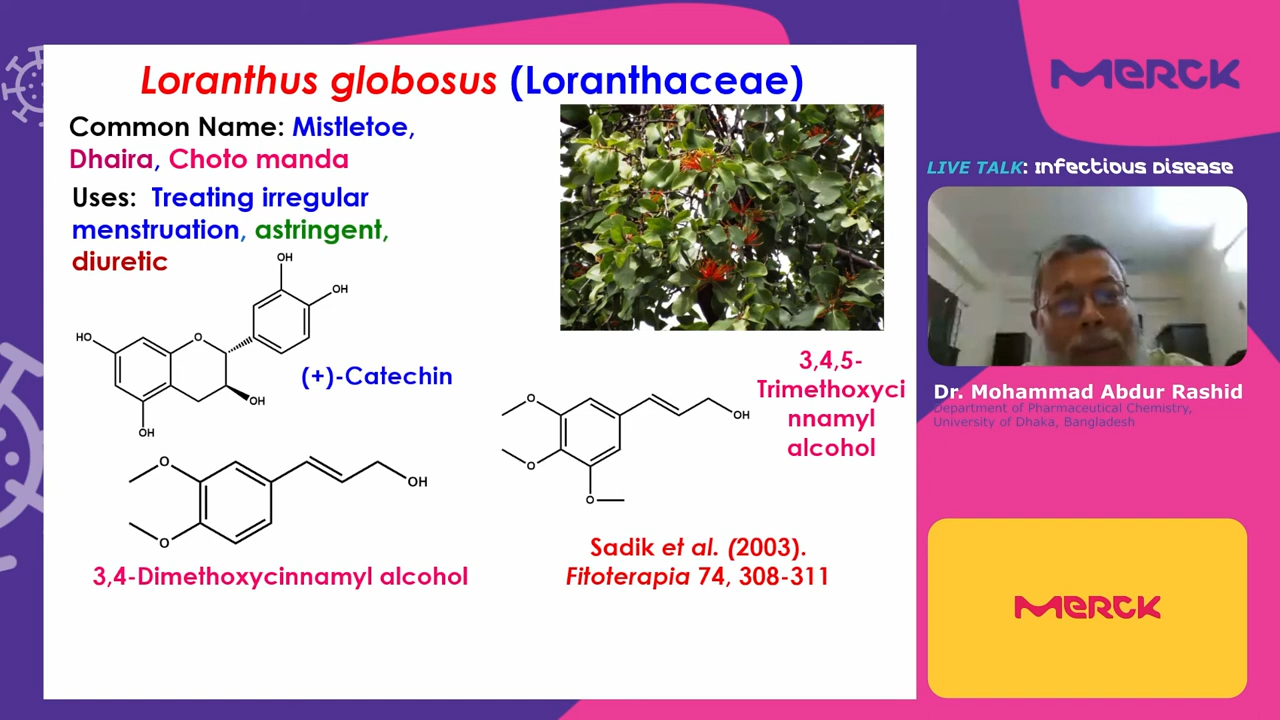 Loranthus globosus (Loranthaceae)
Common Name: Mistletoe,
Dhaira, Choto manda
Uses: Treating irregular
menstruation, astringent,
diuretic
OH
OH
HO
O
OH
OH
(+)-Catechin
O
O
OH
3,4-Dimethoxycinnamyl alcohol
O
O
O
OH
3,4,5-
Trimethoxyci
nnamyl
alcohol
Sadik et al. (2003).
Fitoterapia 74, 308-311
MERCK
LIVE TALK: Infectious Disease
Dr. Mohammad Abdur Rashid
Department of Pharmaceutical Chemistry,
University of Dhaka, Bangladesh
MERCK